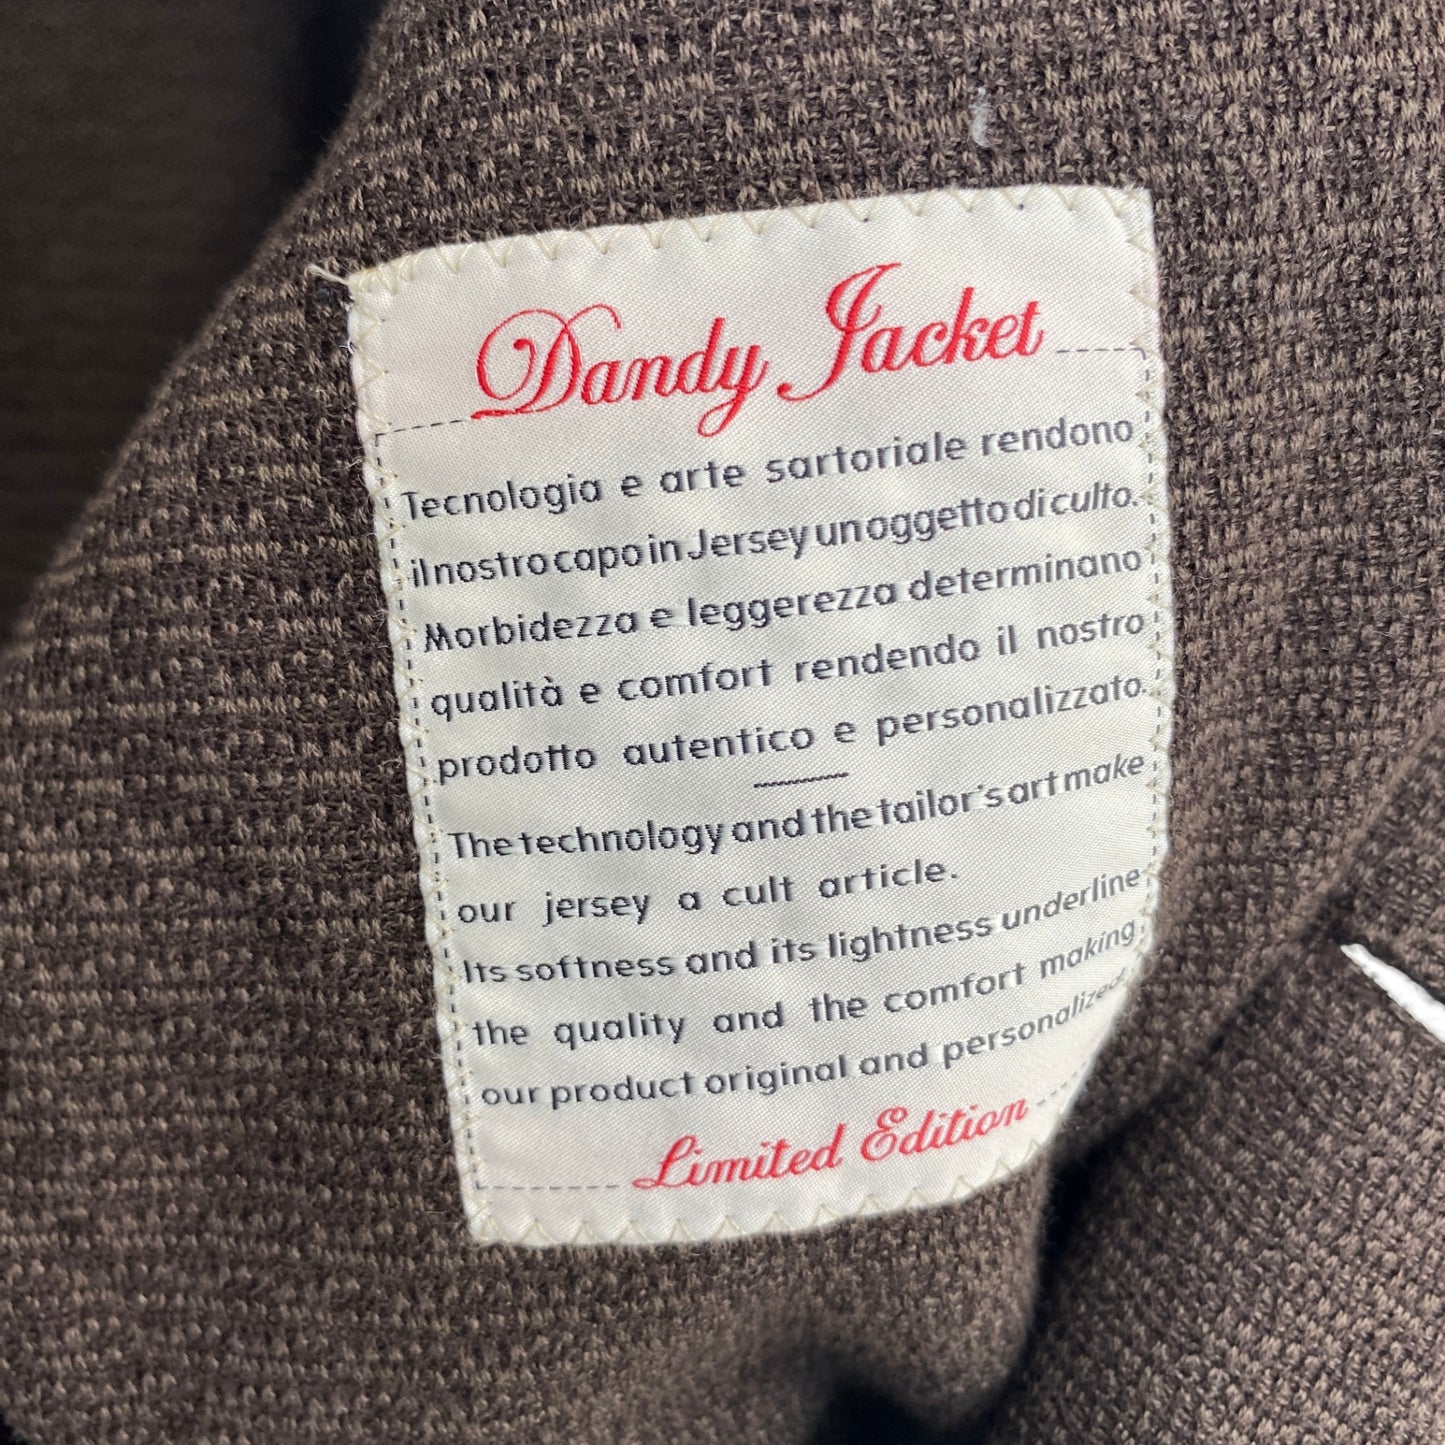 Dandy Jacket
Tecnologia e arte sartoriale rendono
il nostro capo in Jersey un oggetto di culto.
Morbidezza e leggerezza determinano
qualità e comfort rendendo il nostro
prodotto autentico e personalizzato.
The technology and the tailor's art make
our jersey a cult article.
Its softness and its lightness underline
the quality and the comfort making
our product original and personalized.
Limited Edition